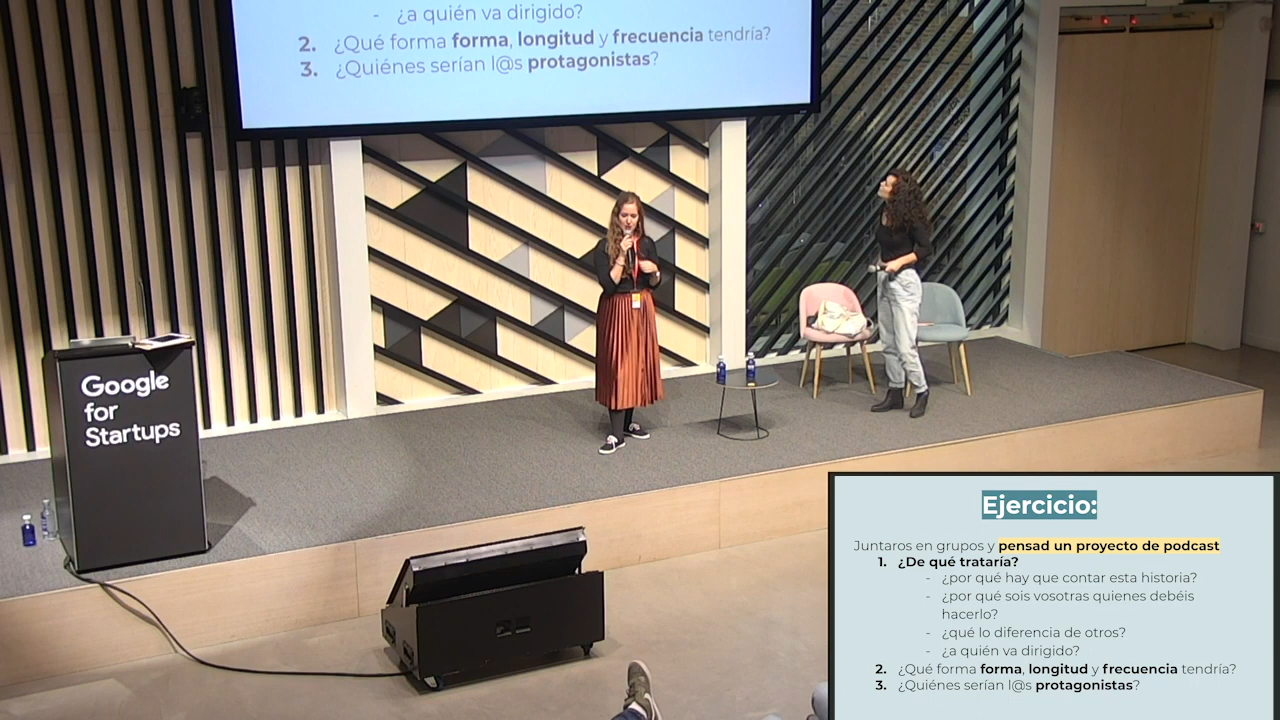 - ¿a quién va dirigido?
2. ¿Qué forma forma, longitud y frecuencia tendría?
3. ¿Quiénes serían l@s protagonistas?
Google
for
Startups
Ejercicio:
Juntaros en grupos y pensad un proyecto de podcast
1. ¿De qué trataría?
- ¿por qué hay que contar esta historia?
- ¿por qué sois vosotras quienes debéis
hacerlo?
- ¿qué lo diferencia de otros?
- ¿a quién va dirigido?
2. ¿Qué forma forma, longitud y frecuencia tendría?
3. ¿Quiénes serían l@s protagonistas?